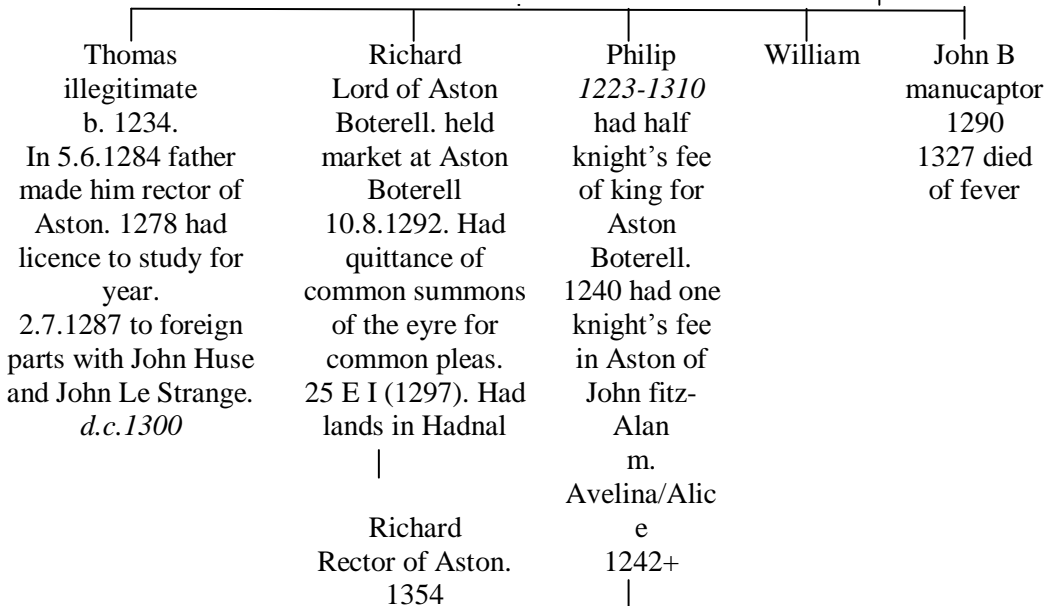 Thomas
illegitimate
b. 1234.
In 5.6.1284 father
made him rector of
Aston. 1278 had
licence to study for
year.
2.7.1287 to foreign
parts with John Huse
and John Le Strange.
d.c.1300
Richard
Lord of Aston
Boterell. held
market at Aston
Boterell
10.8.1292. Had
quittance of
common summons
of the eyre for
common pleas.
25 E I (1297). Had
lands in Hadnal
Richard
Rector of Aston.
1354
Philip
1223-1310
had half
knight's fee
of king for
Aston
Boterell.
1240 had one
knight's fee
in Aston of
John fitz-
Alan
m.
Avelina/Alic
e
1242+
William
John B
manucaptor
1290
1327 died
of fever